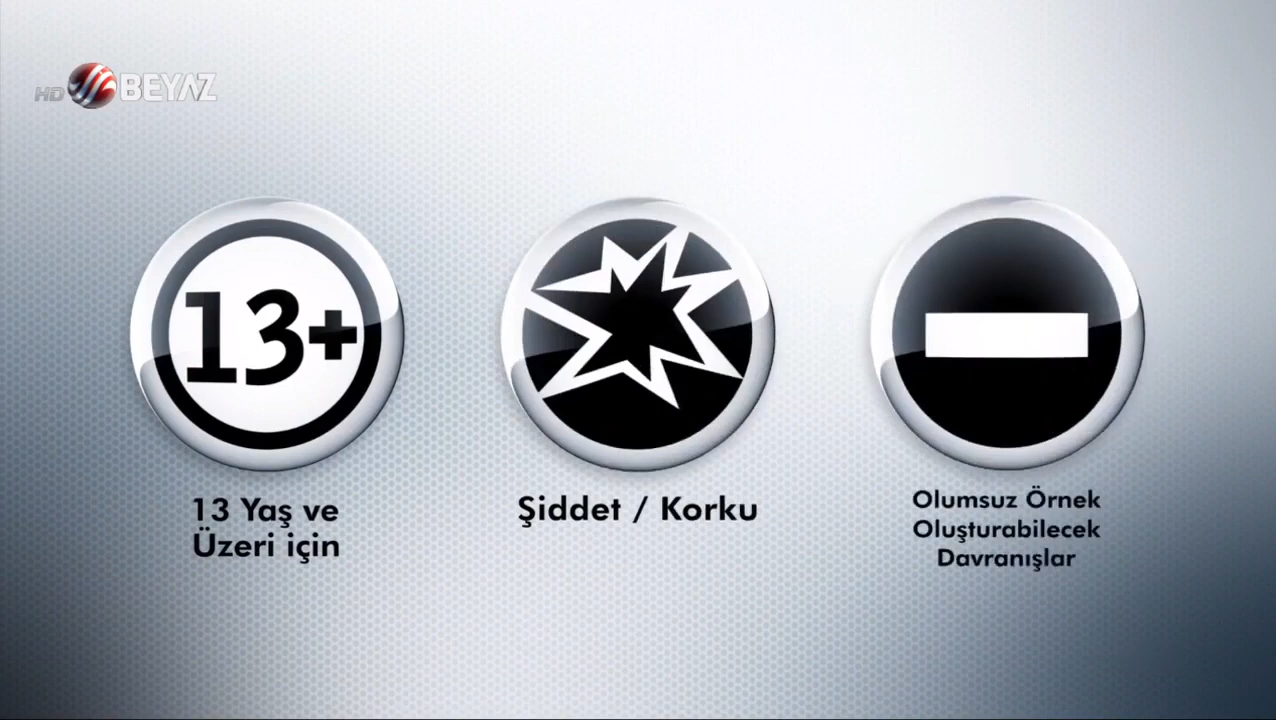 HD BEYAZ
13+
13 Yaş ve
Üzeri için
Şiddet / Korku
Olumsuz Örnek
Oluşturabilecek
Davranışlar